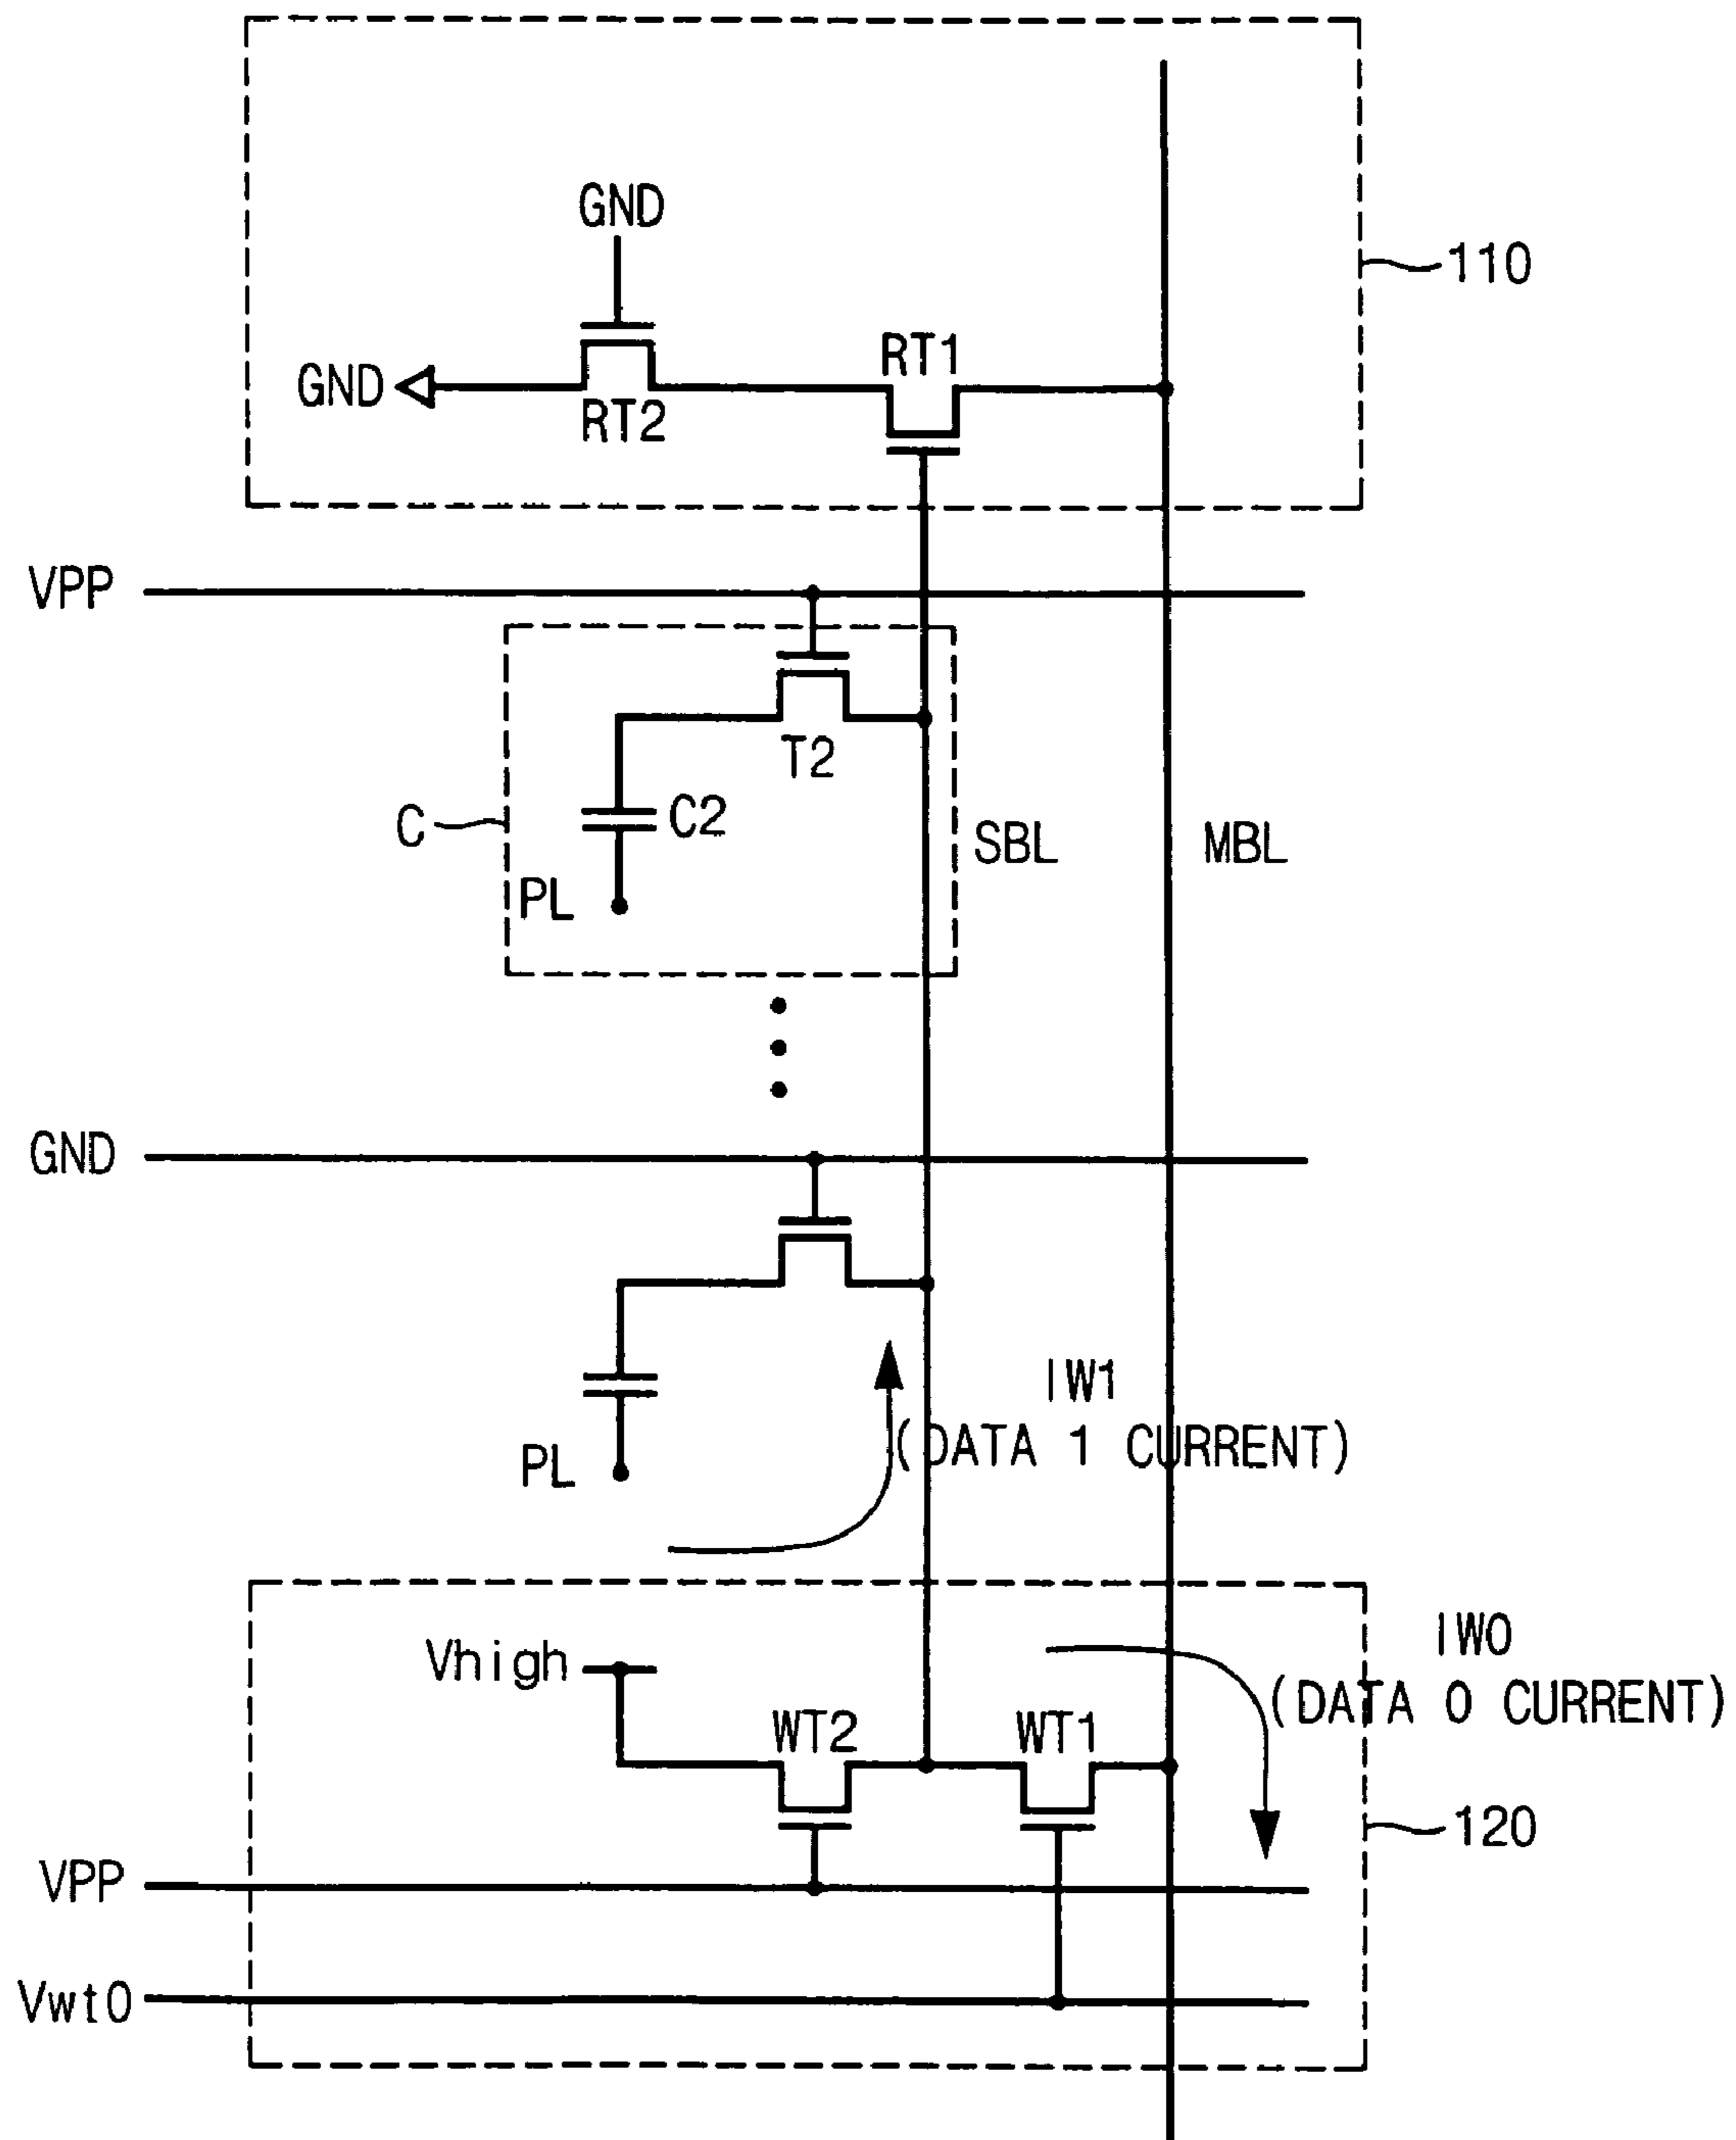 GND
110
RT1
GND
RT2
VPP
T2
C
C2
SBL
MBL
PL
GND
IW1
(DATA 1 CURRENT)
PL
IW0
Vhigh
(DATA 0 CURRENT)
WT2
WT1
120
VPP
Vwt0